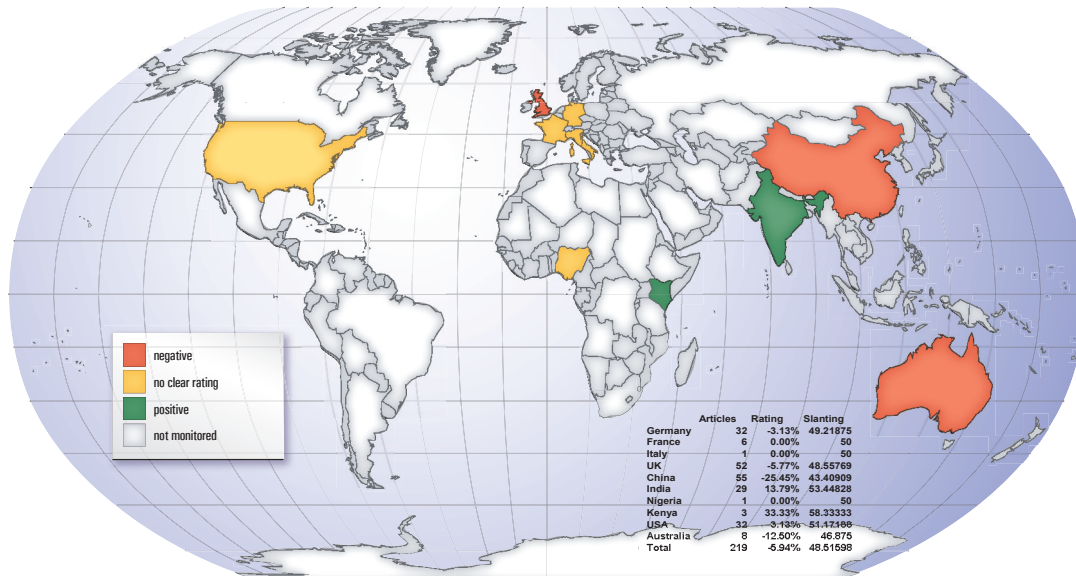 negative
no clear rating
positive
not monitored
Articles Rating Slanting
Germany 32 -3.13% 49.21875
France 6 0.00% 50
Italy 1 0.00% 50
UK 52 -5.77% 48.55769
China 55 -25.45% 43.40909
India 29 13.79% 53.44828
Nigeria 1 0.00% 50
Kenya 3 33.33% 58.33333
USA 32 3.13%
Australia 8 -12.50% 46.875
Total 219 -5.94% 48.51598